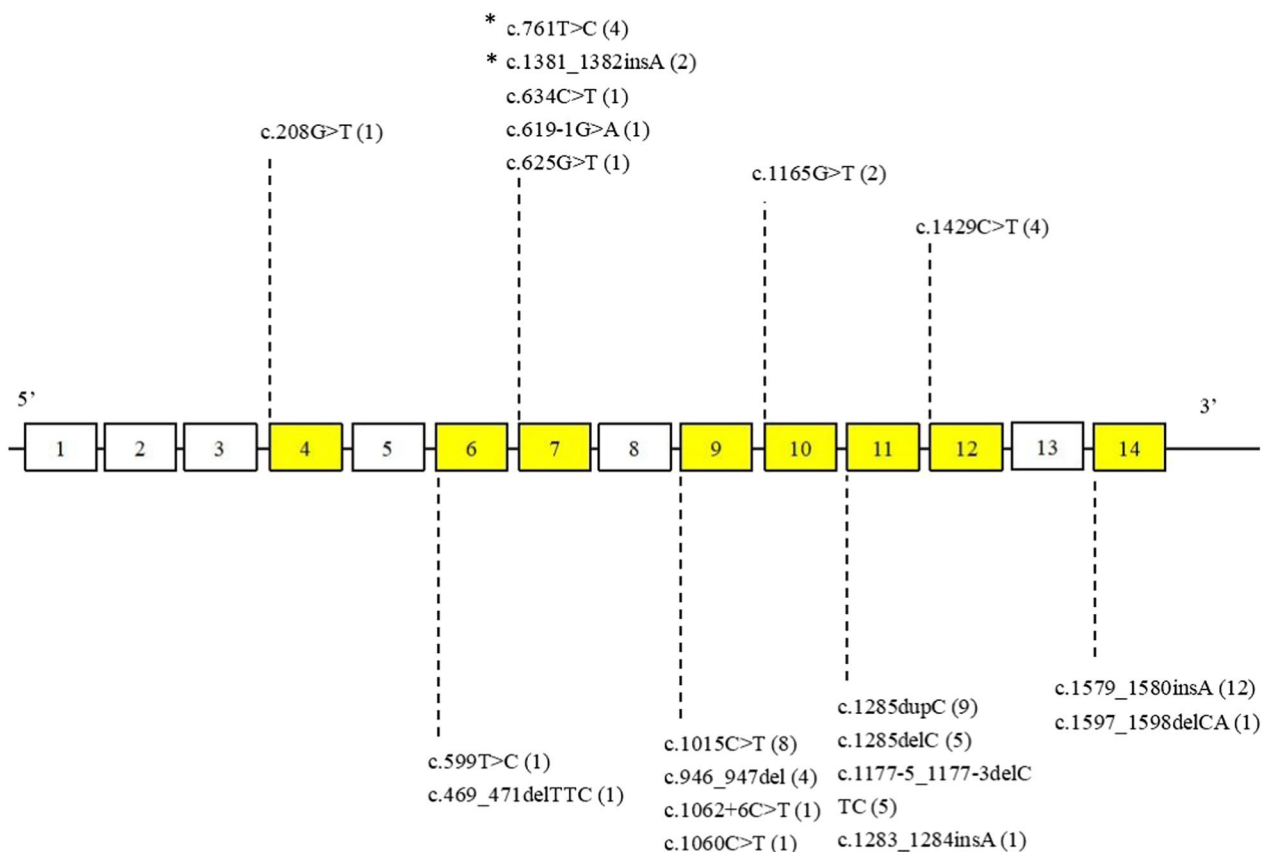 * c.761T>C (4)
* c.1381_1382insA (2)
c.634C>T (1)
c.619-1G>A (1)
c.625G>T (1)
c.208G>T (1)
c.1165G>T (2)
c.1429C>T (4)
5’
3’
1 2 3 4 5 6 7 8 9 10 11 12 13 14
c.599T>C (1)
c.469_471delTTC (1)
c.1015C>T (8)
c.946_947del (4)
c.1062+6C>T (1)
c.1060C>T (1)
c.1285dupC (9)
c.1285delC (5)
c.1177-5_1177-3delC
TC (5)
c.1283_1284insA (1)
c.1579_1580insA (12)
c.1597_1598delCA (1)